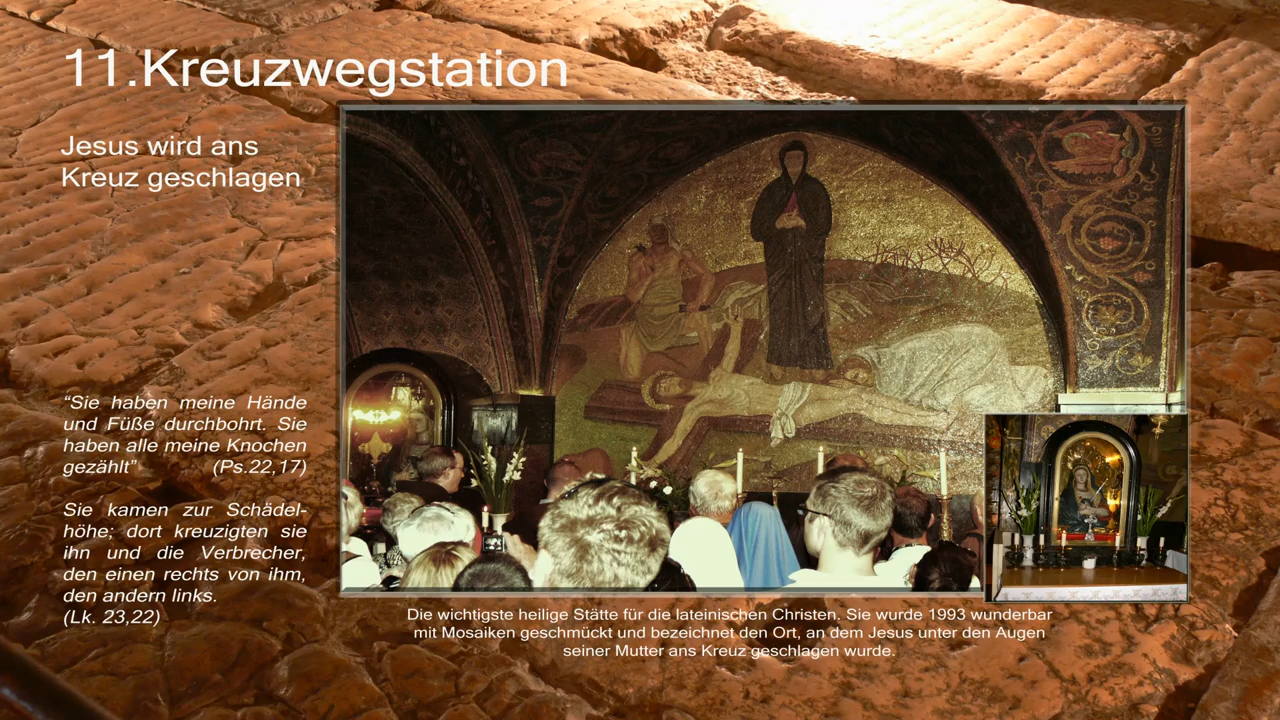 11.Kreuzwegstation
Jesus wird ans
Kreuz geschlagen
“Sie haben meine Hände
und Füße durchbohrt. Sie
haben alle meine Knochen
gezählt” (Ps.22,17)
Sie kamen zur Schädel-
höhe; dort kreuzigten sie
ihn und die Verbrecher,
den einen rechts von ihm,
den andern links.
(Lk. 23,22)
Die wichtigste heilige Stätte für die lateinischen Christen. Sie wurde 1993 wunderbar
mit Mosaiken geschmückt und bezeichnet den Ort, an dem Jesus unter den Augen
seiner Mutter ans Kreuz geschlagen wurde.